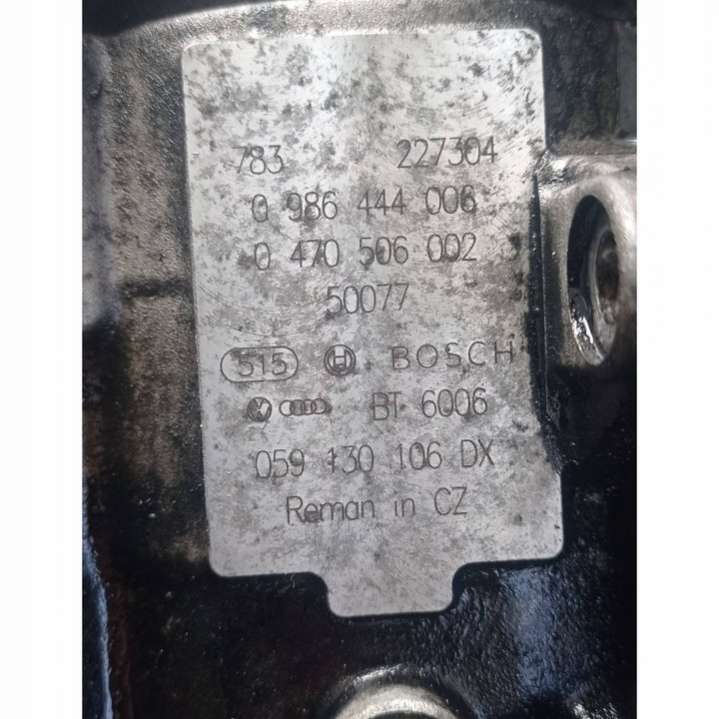 783 227304
0 986 444 006
0 470 506 002
50077
515 BOSCH
BT 6006
059 130 106 DX
Reman in CZ